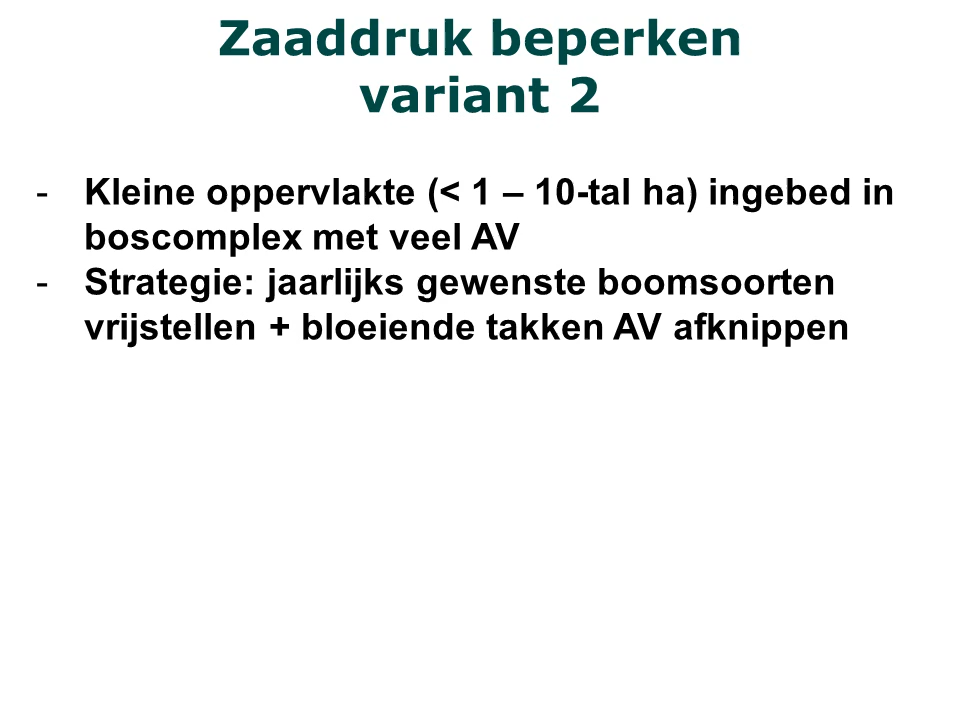 Zaaddruk beperken
variant 2
- Kleine oppervlakte (< 1 – 10-tal ha) ingebed in
boscomplex met veel AV
- Strategie: jaarlijks gewenste boomsoorten
vrijstellen + bloeiende takken AV afknippen